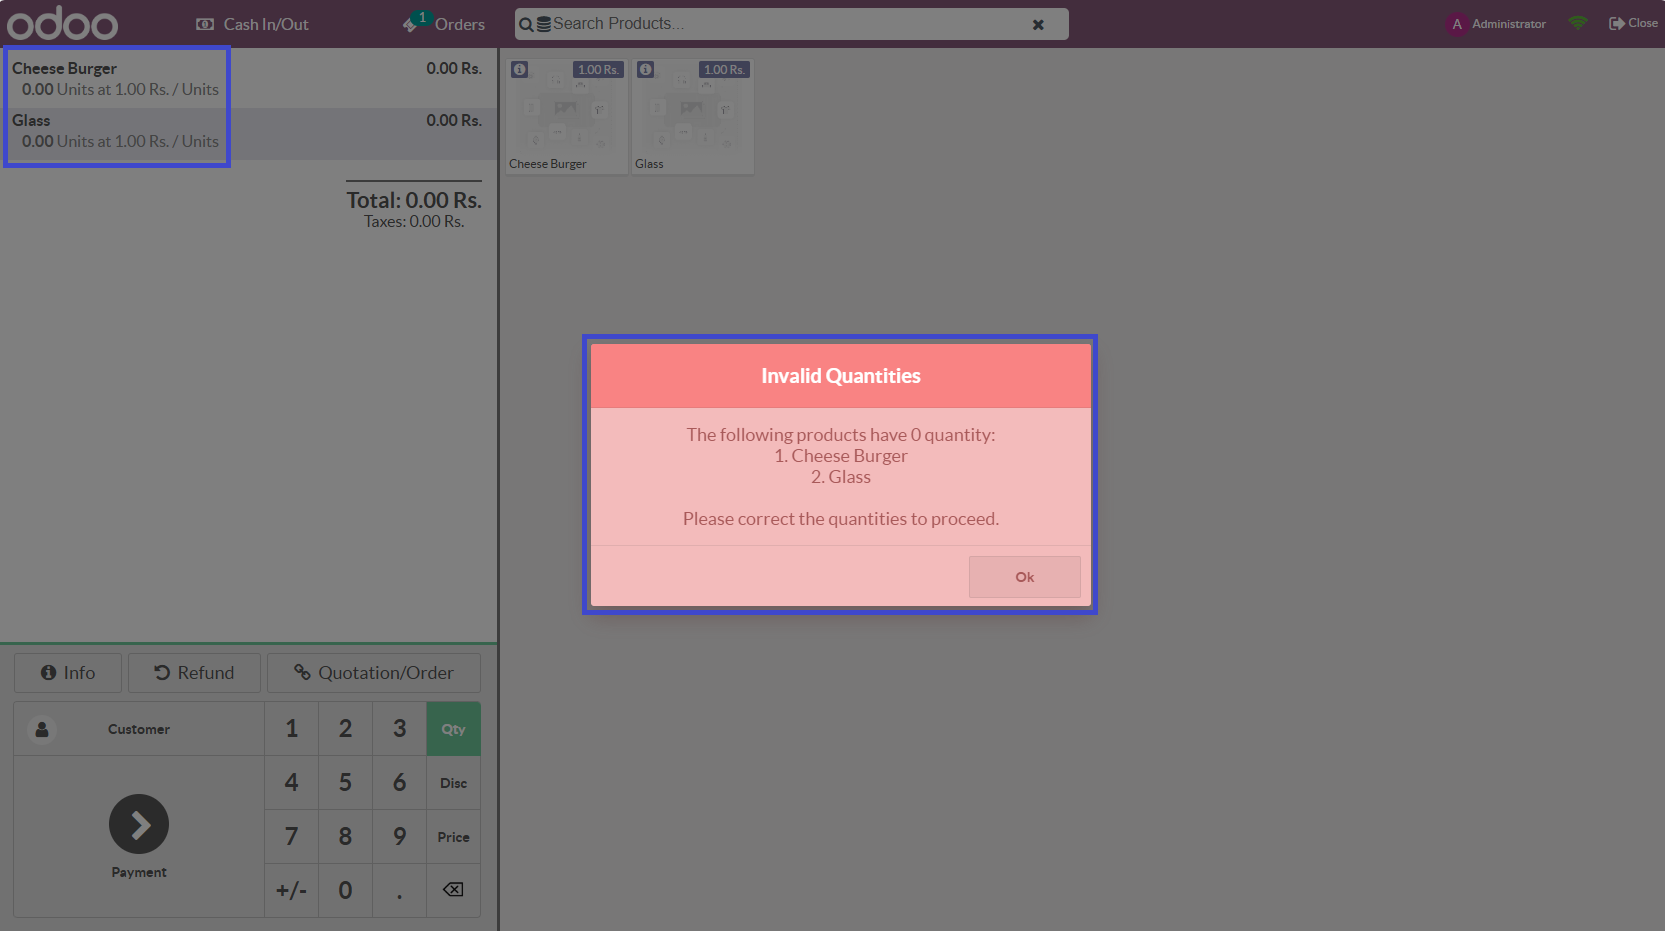 odoo
Cash In/Out
1
Orders
Search Products...
A
Administrator
Close
Cheese Burger
0.00 Rs.
0.00 Units at 1.00 Rs. / Units
Glass
0.00 Rs.
0.00 Units at 1.00 Rs. / Units
Total: 0.00 Rs.
Taxes: 0.00 Rs.
1.00 Rs.
Cheese Burger
1.00 Rs.
Glass
Invalid Quantities
The following products have 0 quantity:
1. Cheese Burger
2. Glass
Please correct the quantities to proceed.
Ok
Info
Refund
Quotation/Order
Customer
1
2
3
Qty
4
5
6
Disc
7
8
9
Price
Payment
+/-
0
.